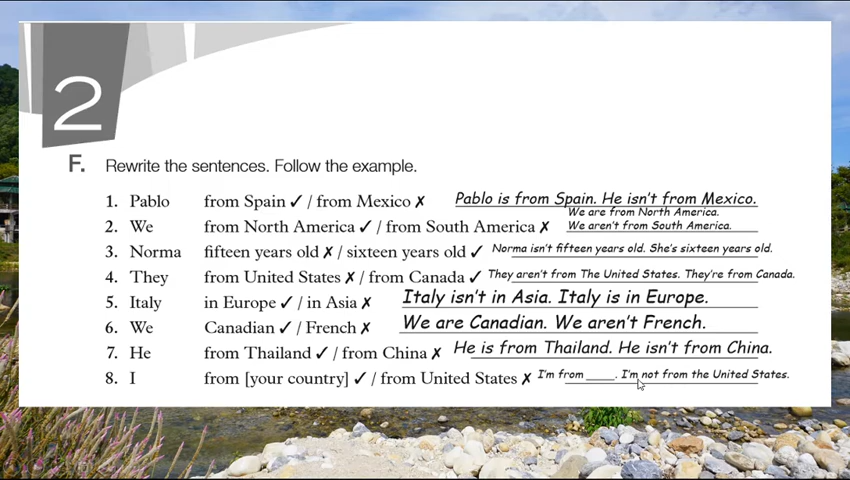 2
F. Rewrite the sentences. Follow the example.
1. Pablo from Spain ✓ / from Mexico ✗ Pablo is from Spain. He isn't from Mexico.
We are from North America.
2. We from North America ✓ / from South America ✗ We aren't from South America.
3. Norma fifteen years old ✗ / sixteen years old ✓ Norma isn't fifteen years old. She's sixteen years old.
4. They from United States ✗ / from Canada ✓ They aren't from The United States. They're from Canada.
5. Italy in Europe ✓ / in Asia ✗ Italy isn't in Asia. Italy is in Europe.
6. We Canadian ✓ / French ✗ We are Canadian. We aren't French.
7. He from Thailand ✓ / from China ✗ He is from Thailand. He isn't from China.
8. I from [your country] ✓ / from United States ✗ I'm from ____. I'm not from the United States.